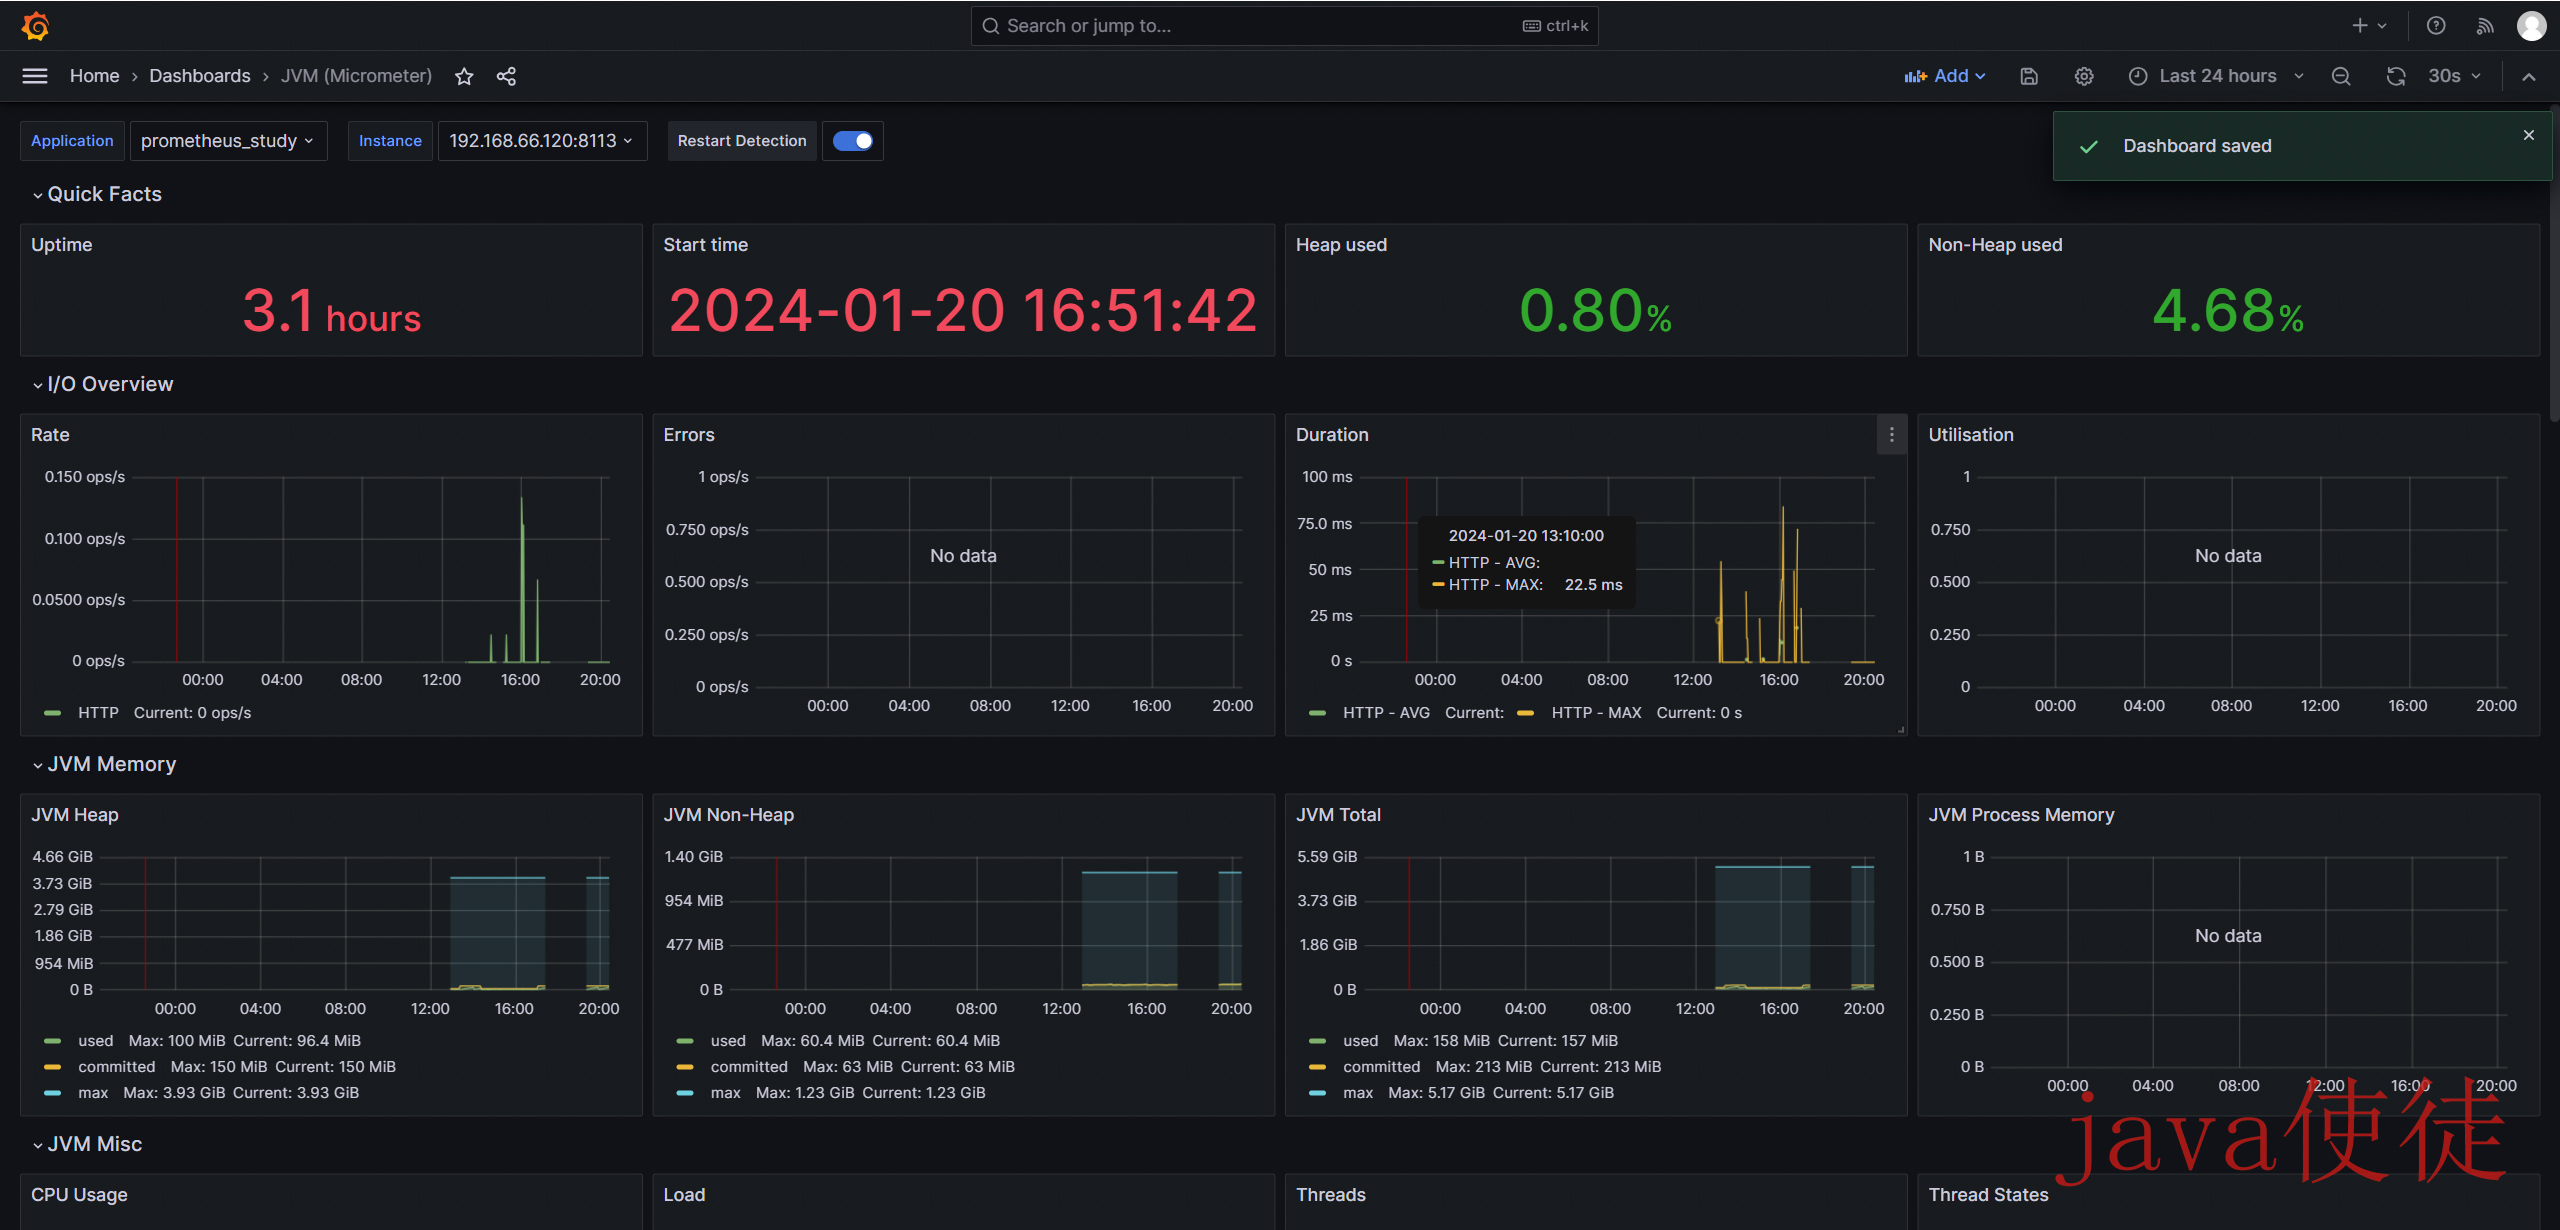 Search or jump to... ctrl+k
Home › Dashboards › JVM (Micrometer) Add Last 24 hours 30s
Application prometheus_study Instance 192.168.66.120:8113 Restart Detection
Dashboard saved
Quick Facts
Uptime
3.1 hours
Start time
2024-01-20 16:51:42
Heap used
0.80%
Non-Heap used
4.68%
I/O Overview
Rate
0.150 ops/s
0.100 ops/s
0.0500 ops/s
0 ops/s
00:00 04:00 08:00 12:00 16:00 20:00
HTTP Current: 0 ops/s
Errors
1 ops/s
0.750 ops/s
No data
0.500 ops/s
0.250 ops/s
0 ops/s
00:00 04:00 08:00 12:00 16:00 20:00
Duration
100 ms
75.0 ms
50 ms
25 ms
0 s
2024-01-20 13:10:00
HTTP - AVG:
HTTP - MAX: 22.5 ms
00:00 04:00 08:00 12:00 16:00 20:00
HTTP - AVG Current: HTTP - MAX Current: 0 s
Utilisation
1
0.750
No data
0.500
0.250
0
00:00 04:00 08:00 12:00 16:00 20:00
JVM Memory
JVM Heap
4.66 GiB
3.73 GiB
2.79 GiB
1.86 GiB
954 MiB
0 B
00:00 04:00 08:00 12:00 16:00 20:00
used Max: 100 MiB Current: 96.4 MiB
committed Max: 150 MiB Current: 150 MiB
max Max: 3.93 GiB Current: 3.93 GiB
JVM Non-Heap
1.40 GiB
954 MiB
477 MiB
0 B
00:00 04:00 08:00 12:00 16:00 20:00
used Max: 60.4 MiB Current: 60.4 MiB
committed Max: 63 MiB Current: 63 MiB
max Max: 1.23 GiB Current: 1.23 GiB
JVM Total
5.59 GiB
3.73 GiB
1.86 GiB
0 B
00:00 04:00 08:00 12:00 16:00 20:00
used Max: 158 MiB Current: 157 MiB
committed Max: 213 MiB Current: 213 MiB
max Max: 5.17 GiB Current: 5.17 GiB
JVM Process Memory
1 B
0.750 B
No data
0.500 B
0.250 B
0 B
00:00 04:00 08:00 12:00 16:00 20:00
java使徒
JVM Misc
CPU Usage
Load
Threads
Thread States